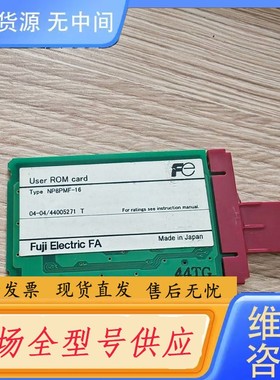 货源 无中间
FE
User ROM card
Type NP8PMF-16
04-04/44005271 T
For ratings see instruction manual.
Fuji Electric FA
Made in Japan
44TG
现货 直发 售后无忧
维
场全型号供应
咨